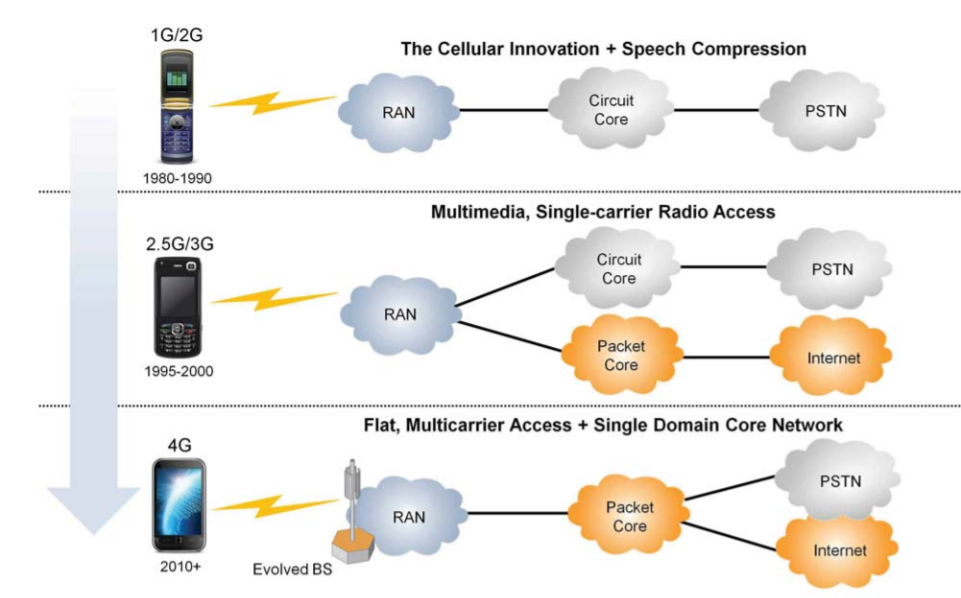 1G/2G
The Cellular Innovation + Speech Compression
RAN
Circuit
Core
PSTN
1980-1990
Multimedia, Single-carrier Radio Access
2.5G/3G
Circuit
Core
PSTN
RAN
Packet
Core
Internet
1995-2000
Flat, Multicarrier Access + Single Domain Core Network
4G
PSTN
RAN
Packet
Core
Internet
Evolved BS
2010+